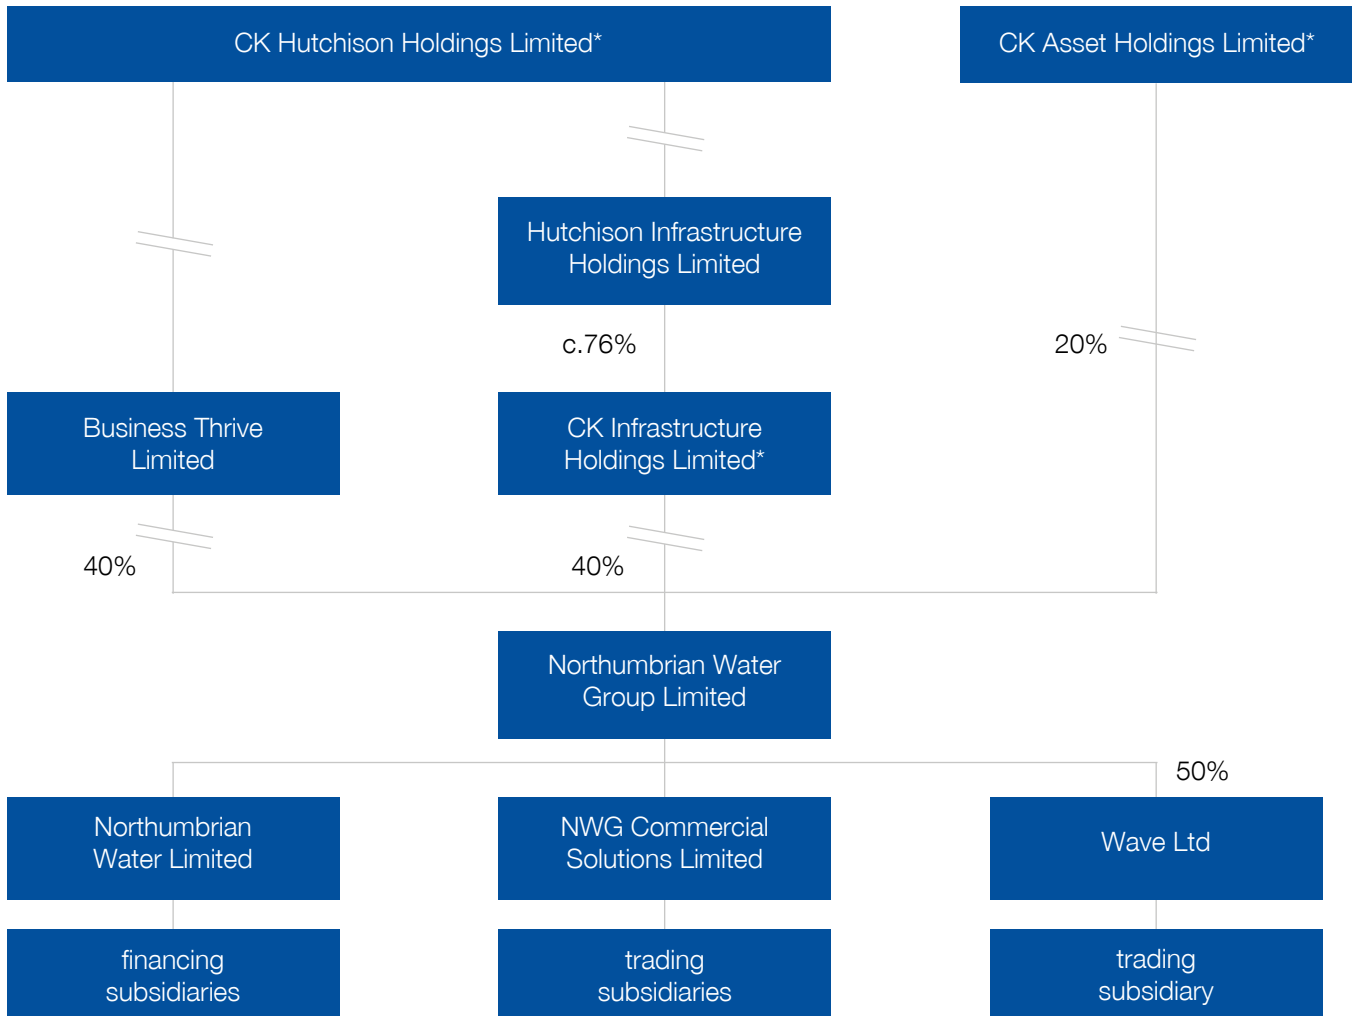 CK Hutchison Holdings Limited*
CK Asset Holdings Limited*
Hutchison Infrastructure
Holdings Limited
c.76%
20%
Business Thrive
Limited
CK Infrastructure
Holdings Limited*
40%
40%
Northumbrian Water
Group Limited
50%
Northumbrian
Water Limited
NWG Commercial
Solutions Limited
Wave Ltd
financing
subsidiaries
trading
subsidiaries
trading
subsidiary